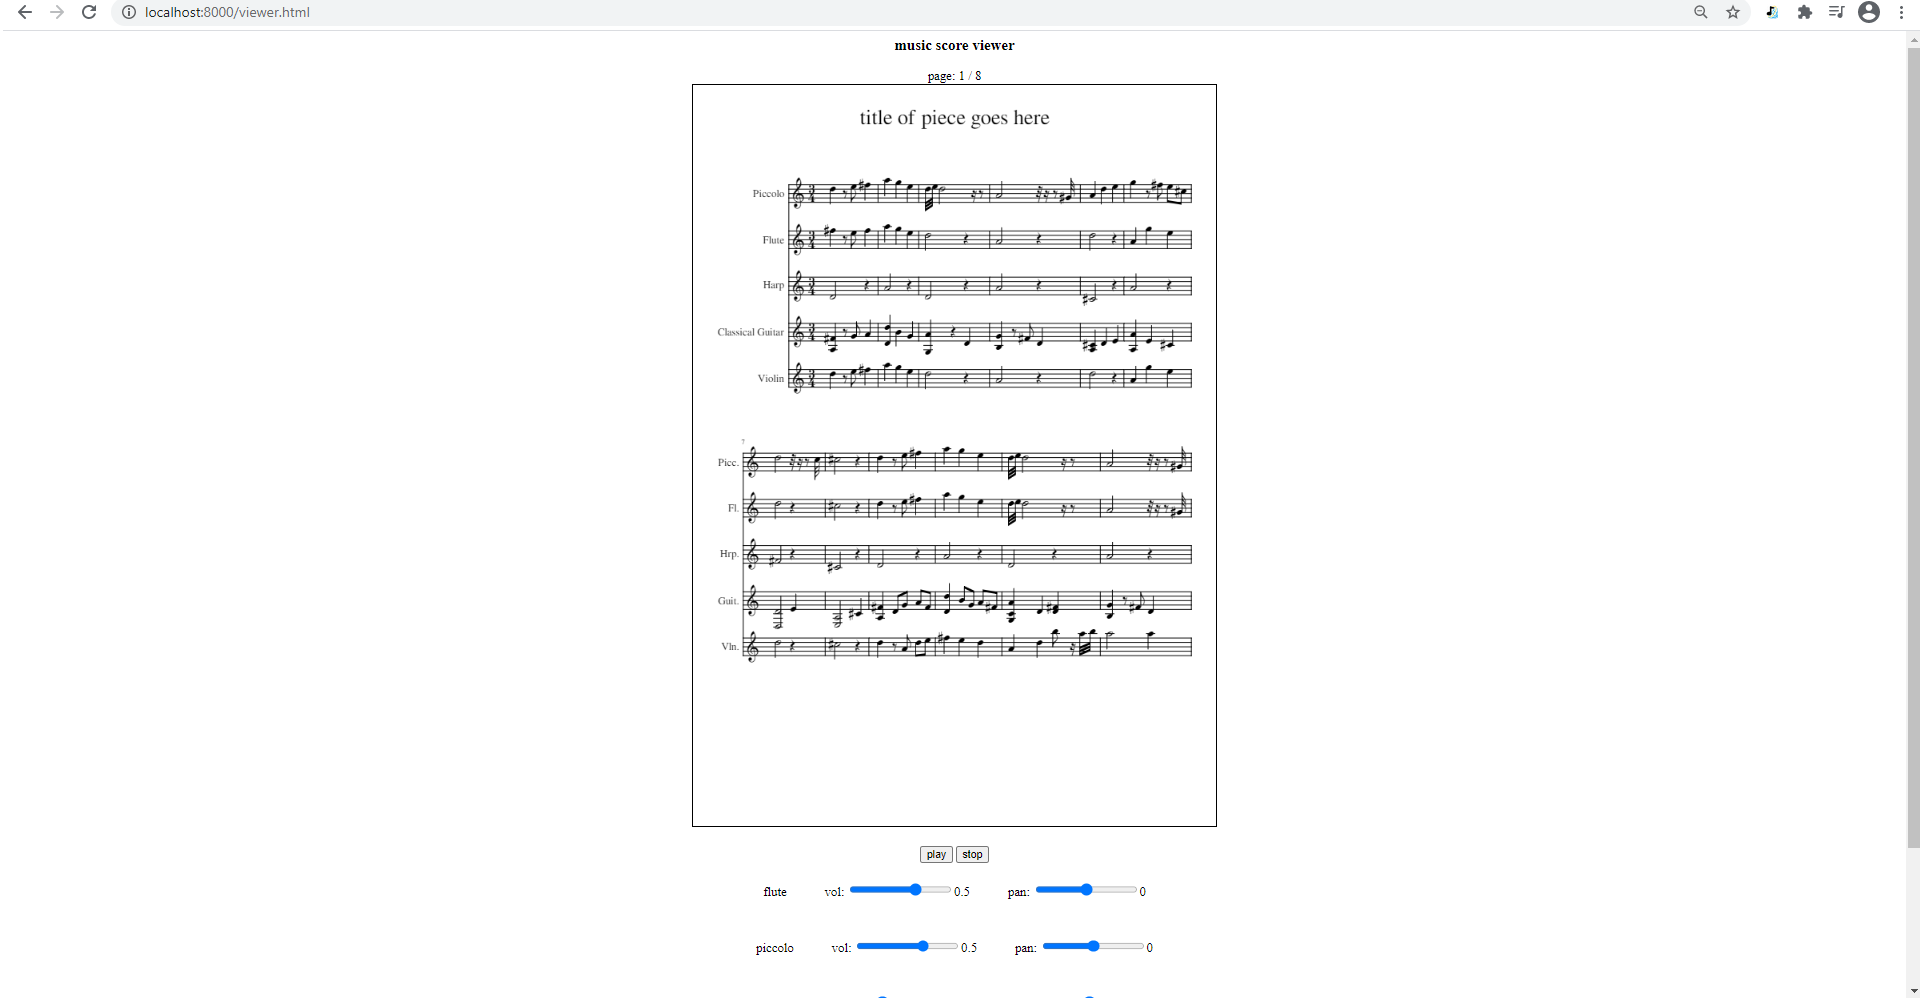 localhost:8000/viewer.html
music score viewer
page: 1 / 8
title of piece goes here
Piccolo
Flute
Harp
Classical Guitar
Violin
7
Picc.
Fl.
Hrp.
Guit.
Vln.
play stop
flute vol: 0.5 pan: 0
piccolo vol: 0.5 pan: 0